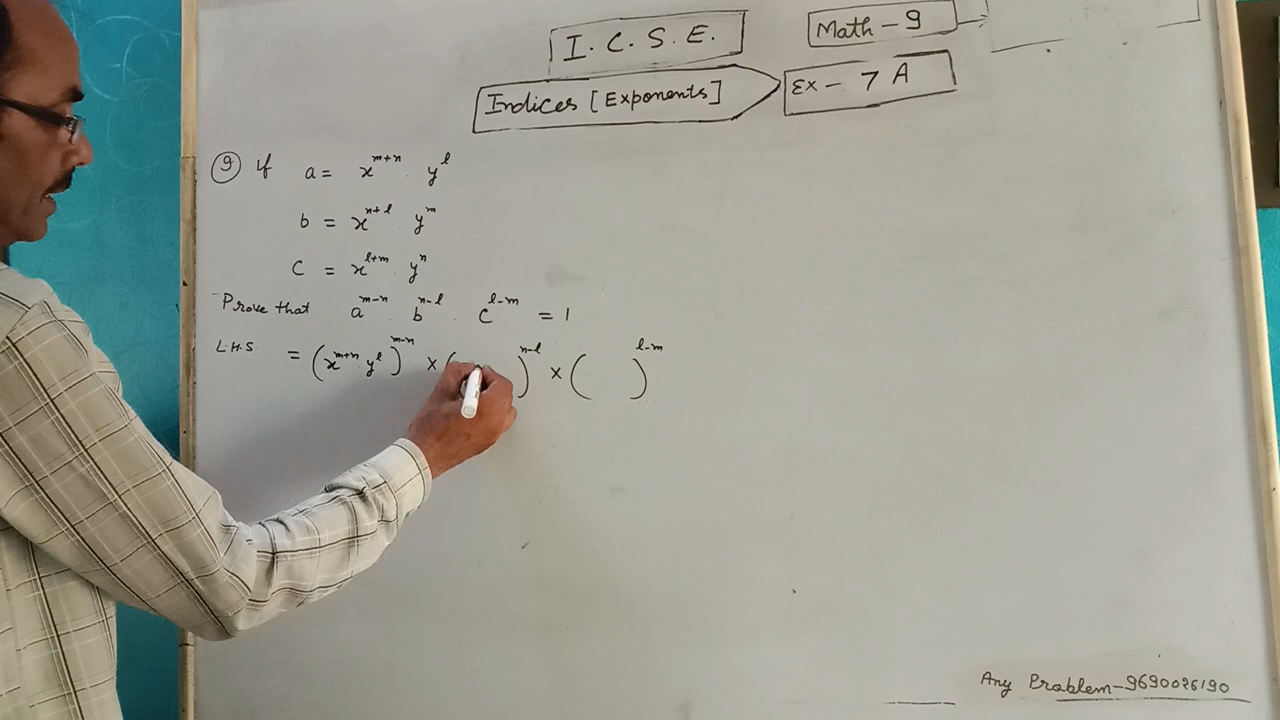 I.C.S.E.
Math - 9
Indices [Exponents]
Ex - 7 A
⑨ If a = x^{m+n} . y^l
b = x^{n+l} y^m
c = x^{l+m} . y^n
Prove that a^{m-n} b^{n-l} . c^{l-m} = 1
L.H.S = (x^{m+n} . y^l)^{m-n} × ( )^{n-l} × ( )^{l-m}
Any Problem-9690026190